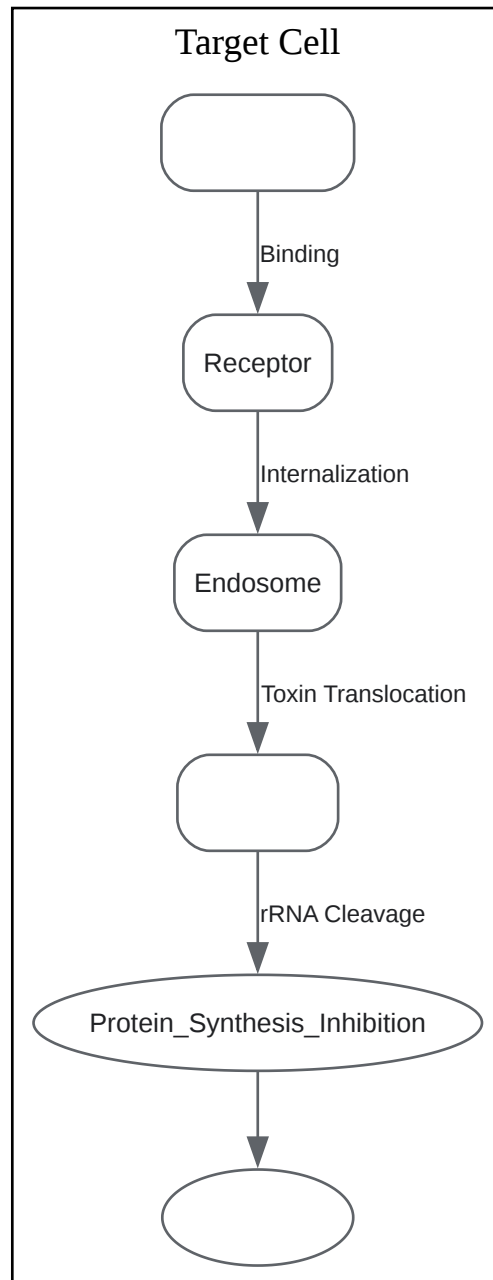 Target Cell
Binding
Receptor
Internalization
Endosome
Toxin Translocation
rRNA Cleavage
Protein_Synthesis_Inhibition